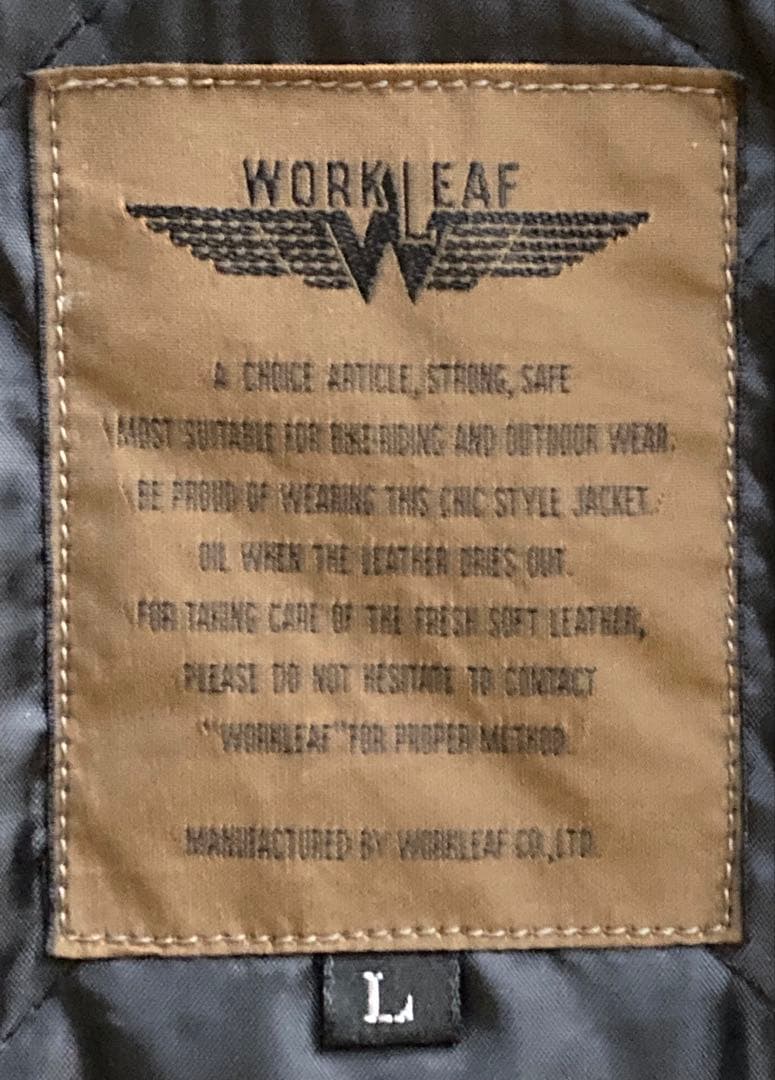 WORK LEAF
W
A CHOICE ARTICLE, STRONG, SAFE
MOST SUITABLE FOR BIKE-RIDING AND OUTDOOR WEAR.
BE PROUD OF WEARING THIS CHIC STYLE JACKET.
OIL WHEN THE LEATHER DRIES OUT.
FOR TAKING CARE OF THE FRESH SOFT LEATHER,
PLEASE DO NOT HESITATE TO CONTACT
"WORKLEAF" FOR PROPER METHOD.
MANUFACTURED BY WORKLEAF CO.,LTD.
L